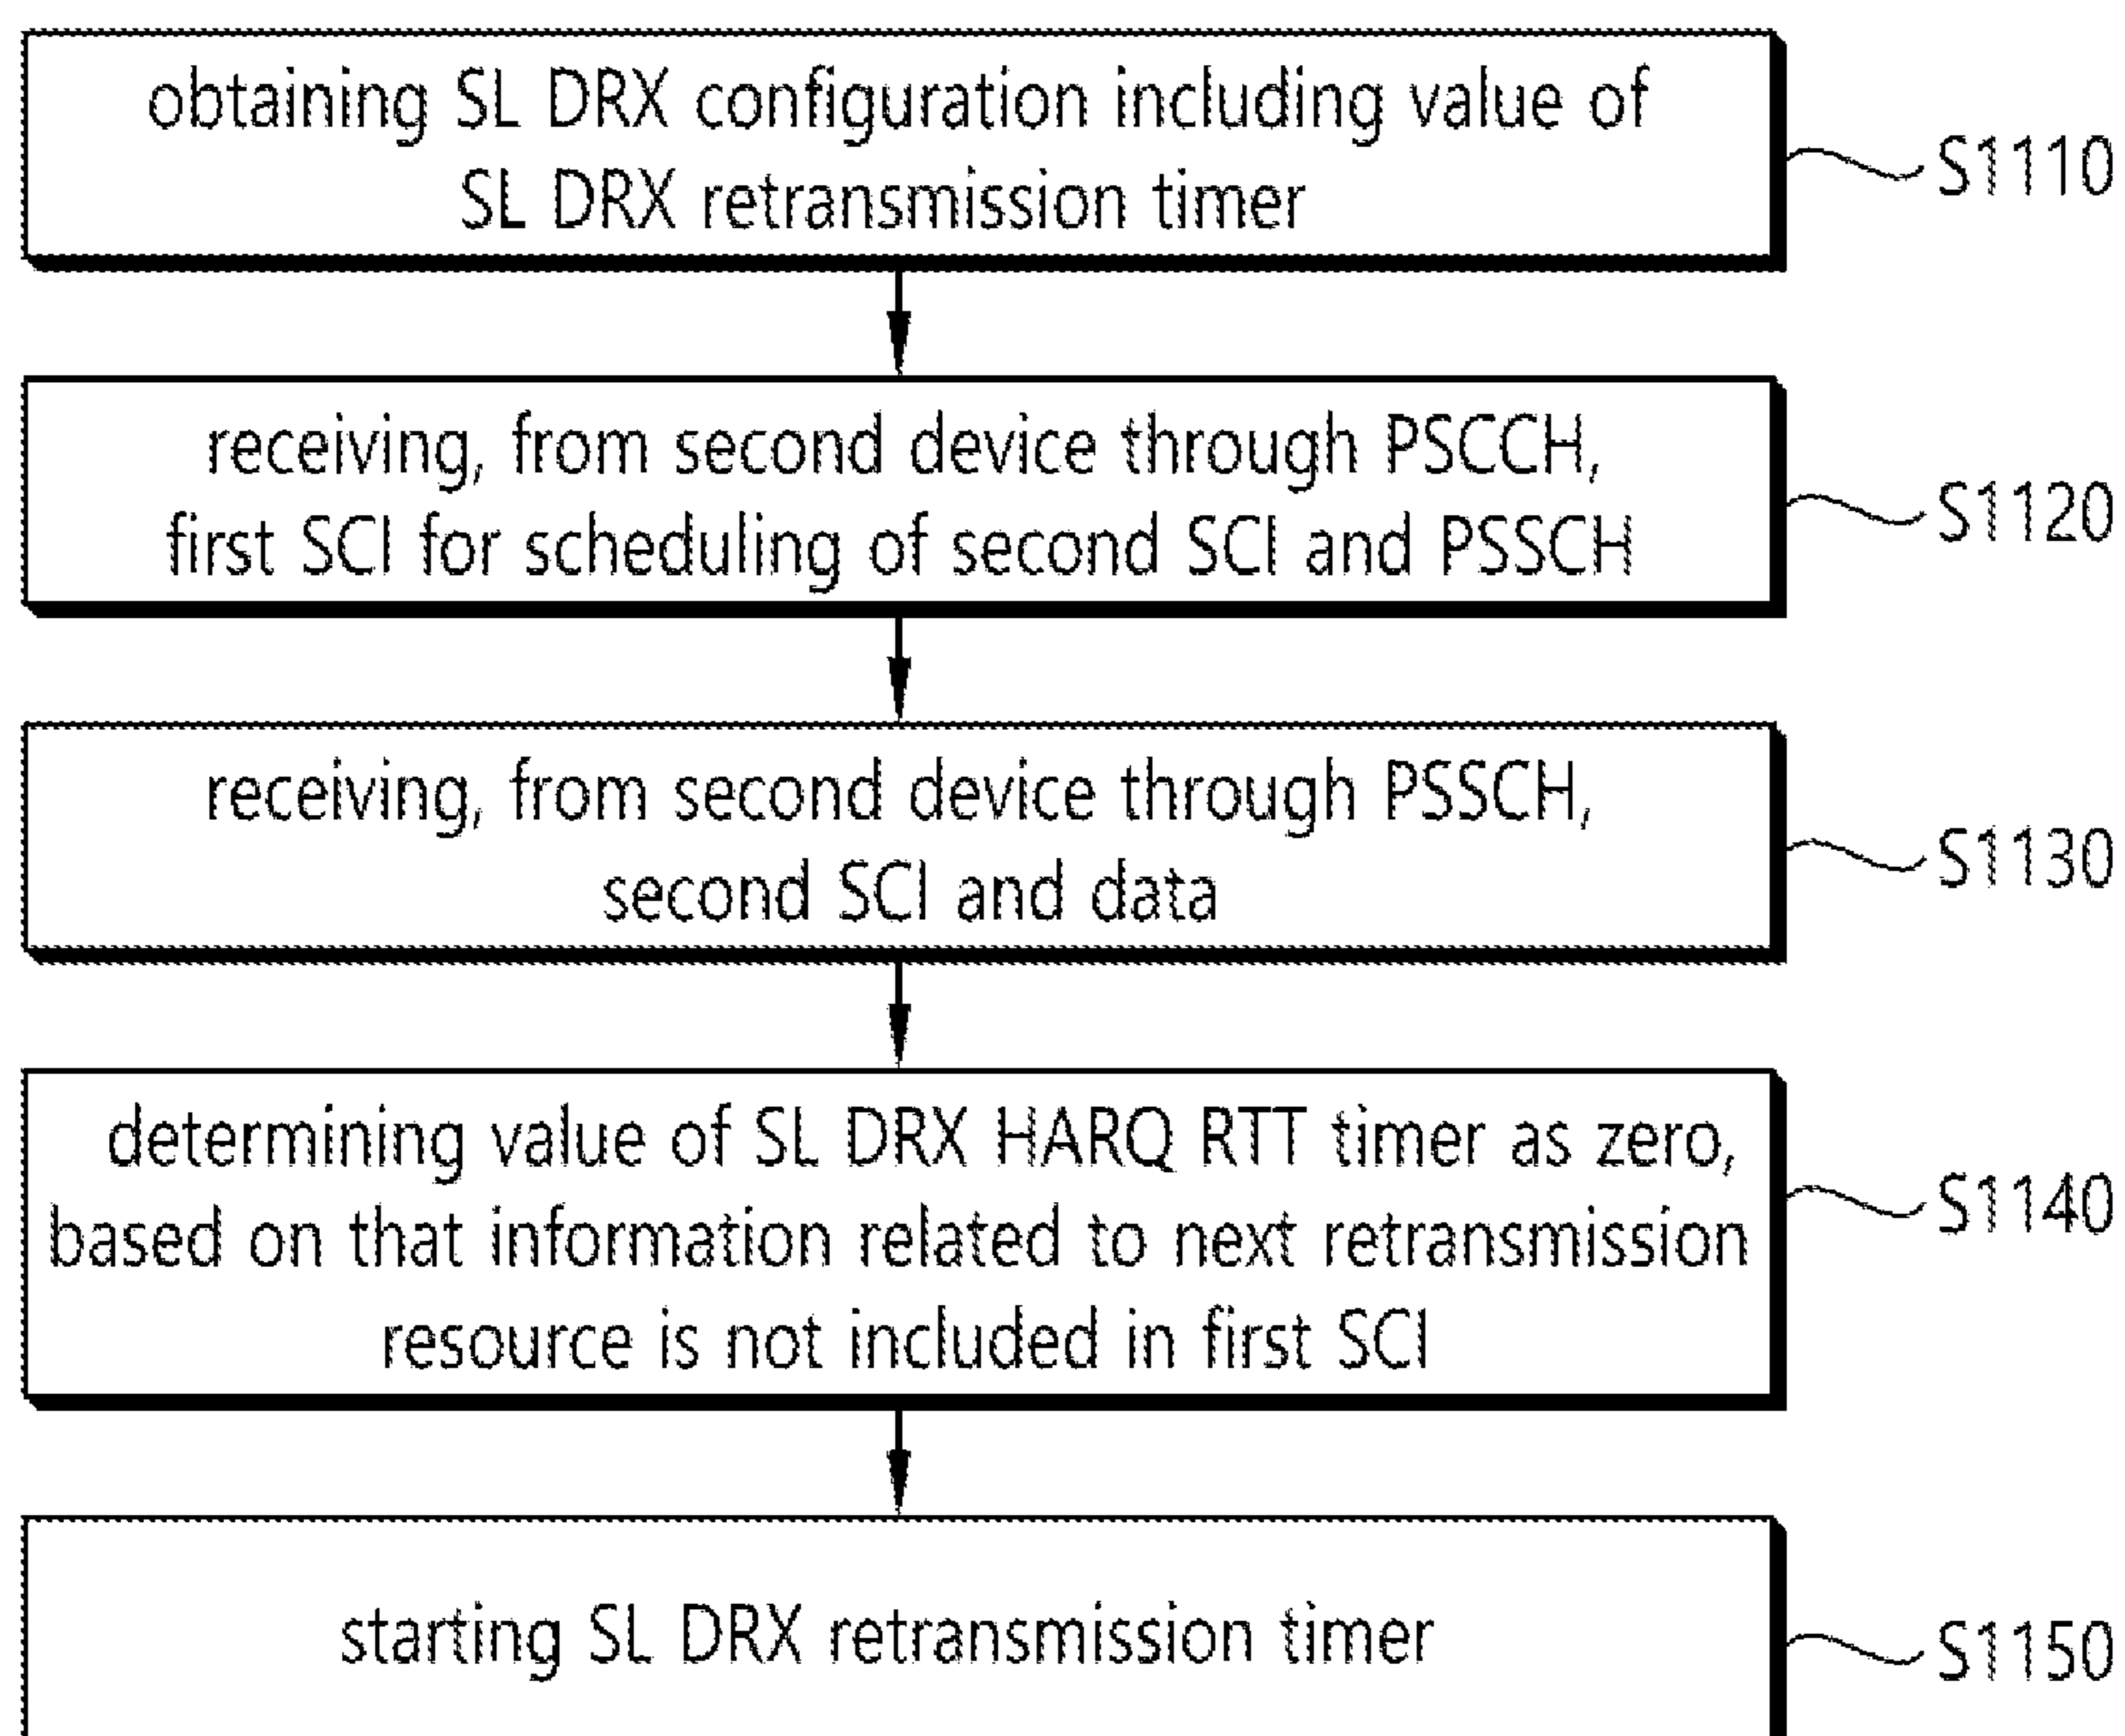 obtaining SL DRX configuration including value of
SL DRX retransmission timer
S1110
receiving, from second device through PSCCH,
first SCI for scheduling of second SCI and PSSCH
S1120
receiving, from second device through PSSCH,
second SCI and data
S1130
determining value of SL DRX HARQ RTT timer as zero,
based on that information related to next retransmission
resource is not included in first SCI
S1140
starting SL DRX retransmission timer
S1150